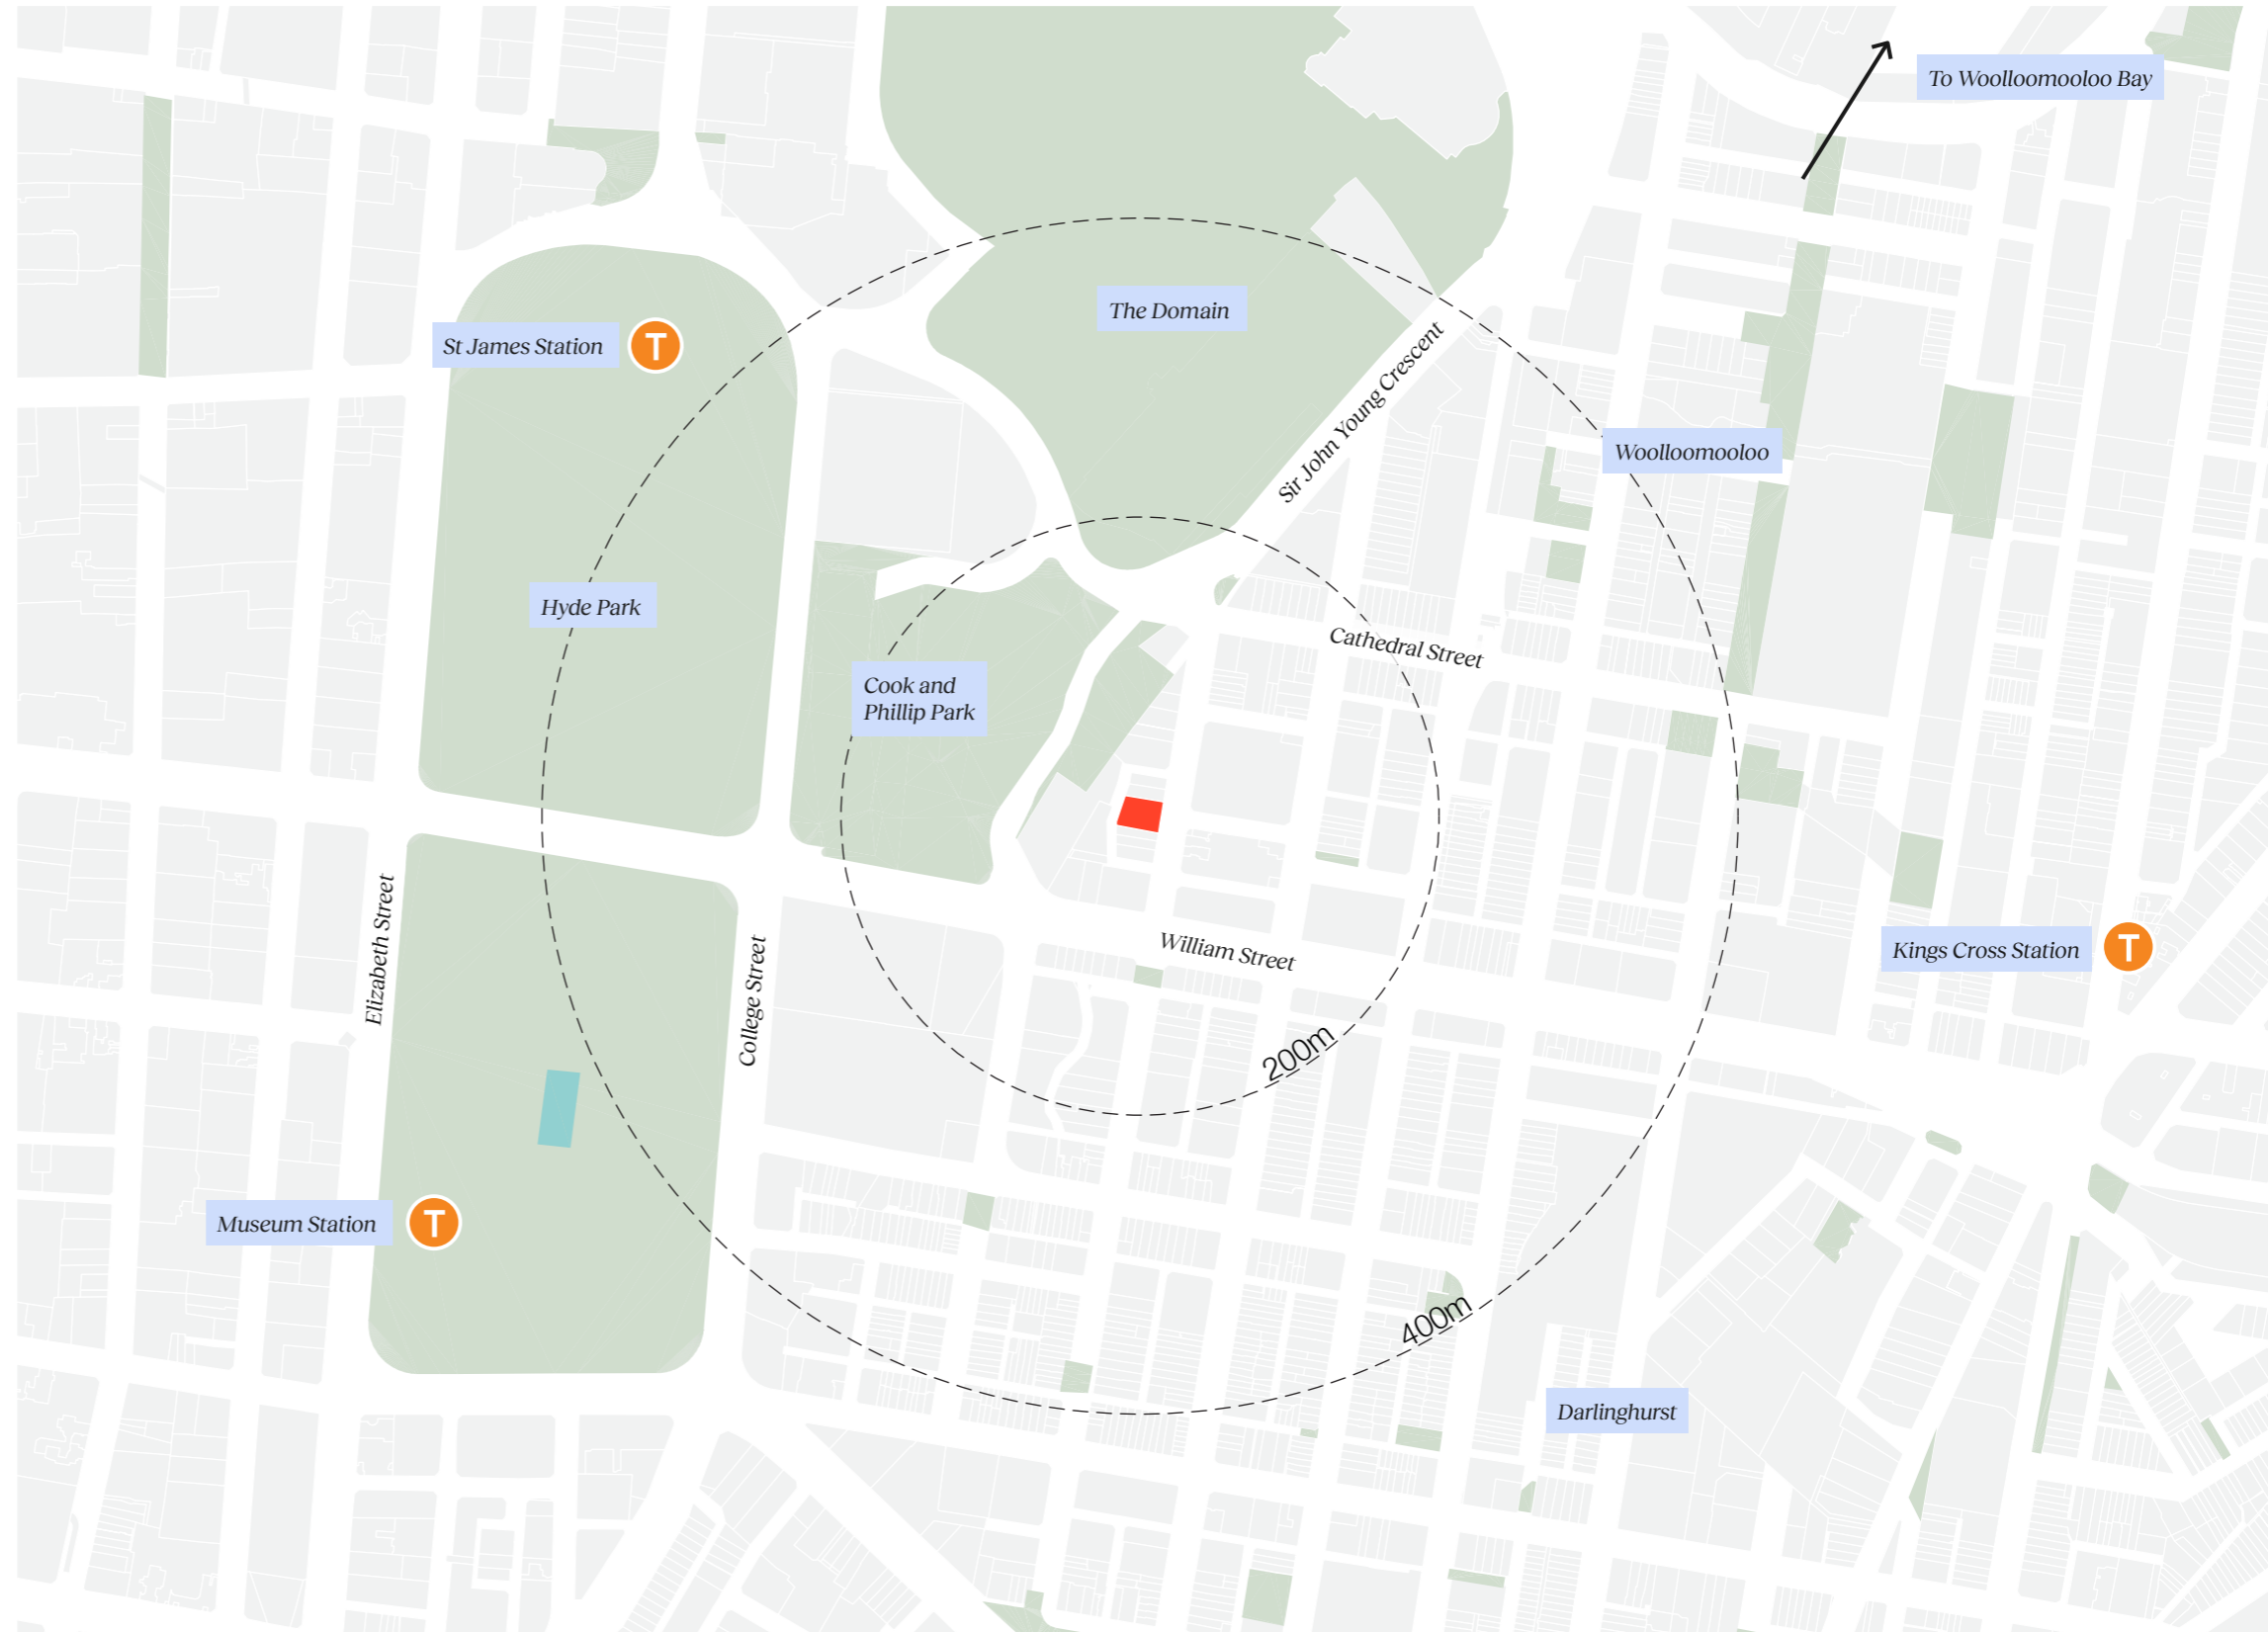 To Woolloomooloo Bay
The Domain
St James Station
T
Sir John Young Crescent
Woolloomooloo
Hyde Park
Cathedral Street
Cook and
Phillip Park
Elizabeth Street
College Street
William Street
Kings Cross Station
T
200m
Museum Station
T
400m
Darlinghurst